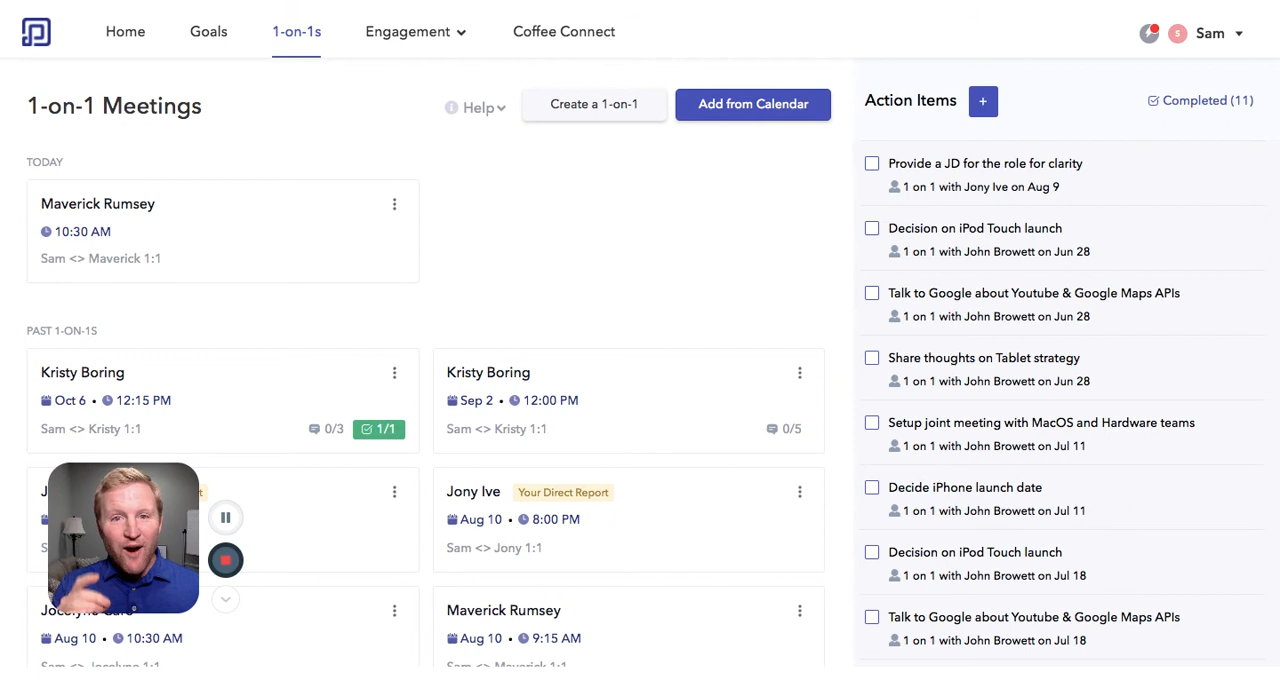 Home Goals 1-on-1s Engagement Coffee Connect
S Sam
1-on-1 Meetings
Help
Create a 1-on-1
Add from Calendar
TODAY
Maverick Rumsey
10:30 AM
Sam <> Maverick 1:1
PAST 1-ON-1S
Kristy Boring
Oct 6 • 12:15 PM
Sam <> Kristy 1:1
0/3
1/1
Kristy Boring
Sep 2 • 12:00 PM
Sam <> Kristy 1:1
0/5
J
t
S
Jony Ive Your Direct Report
Aug 10 • 8:00 PM
Sam <> Jony 1:1
Aug 10 • 10:30 AM
Maverick Rumsey
Aug 10 • 9:15 AM
Sam <> Maverick 1:1
Action Items +
Completed (11)
Provide a JD for the role for clarity
1 on 1 with Jony Ive on Aug 9
Decision on iPod Touch launch
1 on 1 with John Browett on Jun 28
Talk to Google about Youtube & Google Maps APIs
1 on 1 with John Browett on Jun 28
Share thoughts on Tablet strategy
1 on 1 with John Browett on Jun 28
Setup joint meeting with MacOS and Hardware teams
1 on 1 with John Browett on Jul 11
Decide iPhone launch date
1 on 1 with John Browett on Jul 11
Decision on iPod Touch launch
1 on 1 with John Browett on Jul 18
Talk to Google about Youtube & Google Maps APIs
1 on 1 with John Browett on Jul 18